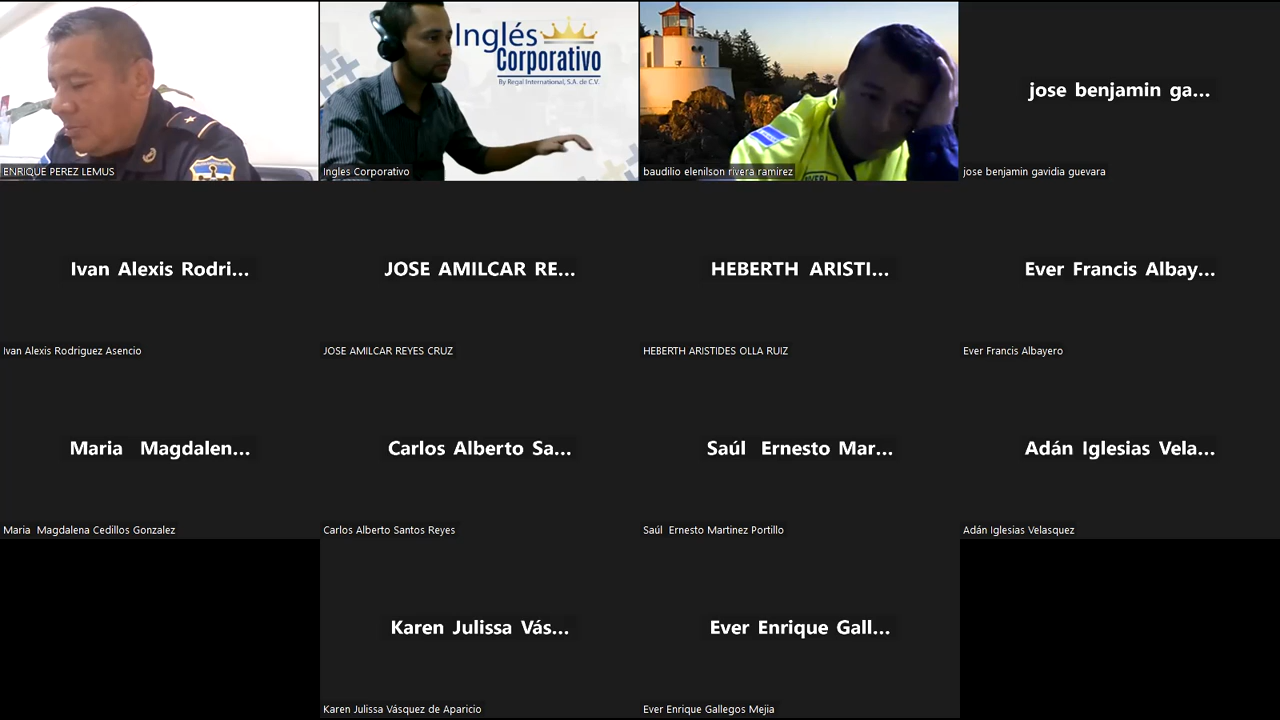 Inglés
Corporativo
By Regal International, S.A. de C.V.
jose benjamin ga...
ENRIQUE PEREZ LEMUS
Ingles Corporativo
RIVERA
baudilio elenilson rivera ramirez
jose benjamin gavidia guevara
Ivan Alexis Rodri...
JOSE AMILCAR RE...
HEBERTH ARISTI...
Ever Francis Albay...
Ivan Alexis Rodriguez Asencio
JOSE AMILCAR REYES CRUZ
HEBERTH ARISTIDES OLLA RUIZ
Ever Francis Albayero
Maria Magdalen...
Carlos Alberto Sa...
Saúl Ernesto Mar...
Adán Iglesias Vela...
Maria Magdalena Cedillos Gonzalez
Carlos Alberto Santos Reyes
Saúl Ernesto Martinez Portillo
Adán Iglesias Velasquez
Karen Julissa Vás...
Ever Enrique Gall...
Karen Julissa Vásquez de Aparicio
Ever Enrique Gallegos Mejia